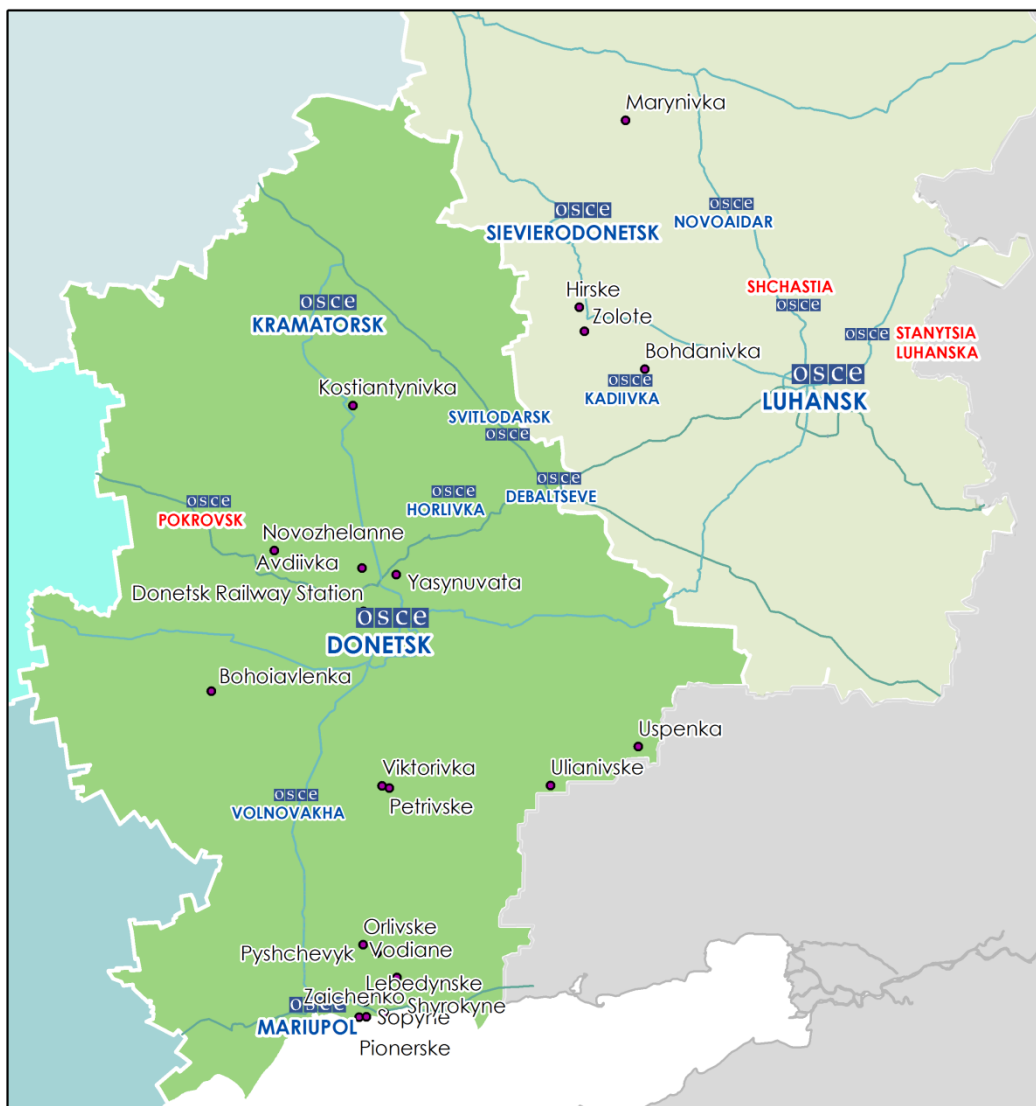 Marynivka
osce
SIEVIERODONETSK
osce
NOVOAIDAR
SHCHASTIA
osce
Hirske
Zolote
osce
KRAMATORSK
osce
STANYTSIA
LUHANSKA
Bohdanivka
osce
KADIIVKA
osce
LUHANSK
Kostiantynivka
SVITLODARSK
osce
osce
DEBALTSEVE
osce
HORLIVKA
osce
POKROVSK
Novozhelanne
Avdiivka
Yasynuvata
Donetsk Railway Station
osce
DONETSK
Bohoiavlenka
Uspenka
Viktorivka
Ulianivske
osce
VOLNOVAKHA
Petrivske
Orlivske
Pyshchevyk
Vodiane
Lebedynske
Zaichenko
Shyrokyne
osce
MARIUPOL
Sopyne
Pionerske